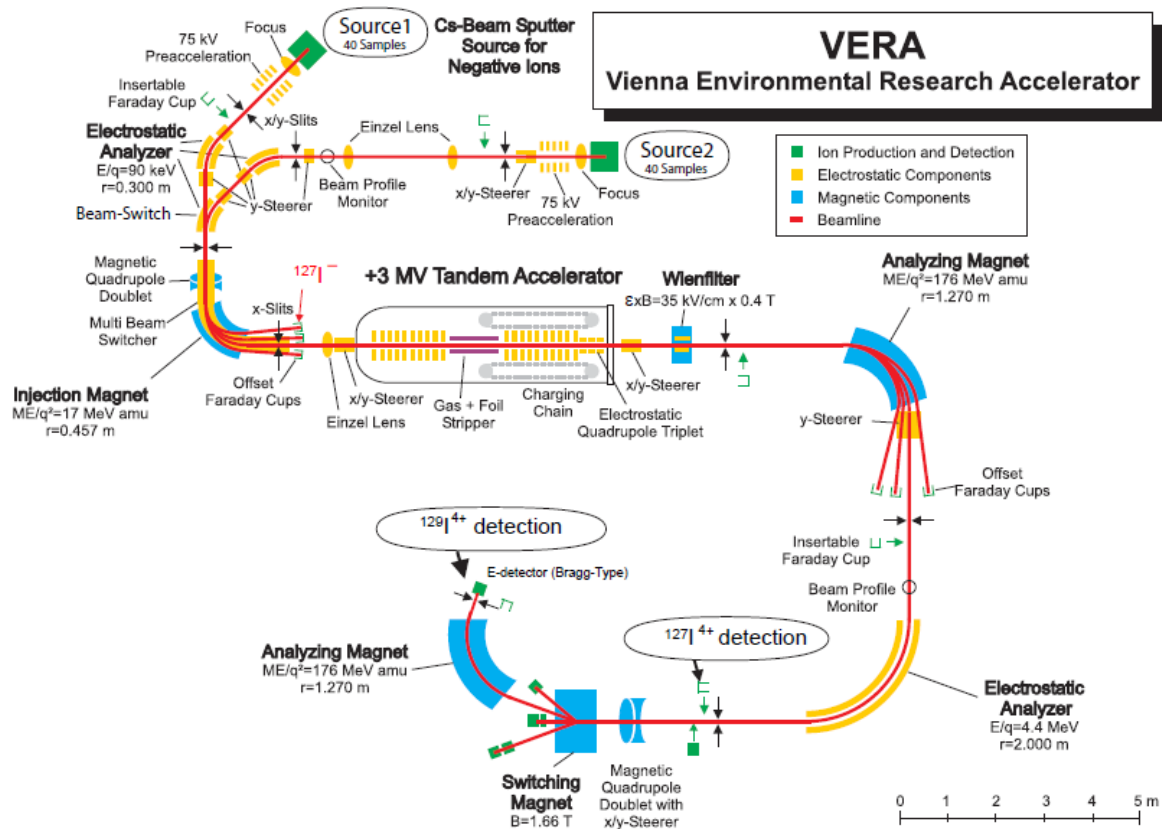 VERA
Vienna Environmental Research Accelerator
Source1
40 Samples
Cs-Beam Sputter
Source for
Negative Ions
Focus
75 kV
Preacceleration
Insertable
Faraday Cup
x/y-Slits
Electrostatic
Analyzer
E/q=90 keV
r=0.300 m
Beam-Switch
y-Steerer
Einzel Lens
Beam Profile
Monitor
x/y-Steerer
75 kV
Preacceleration
Focus
Source2
40 Samples
Ion Production and Detection
Electrostatic Components
Magnetic Components
Beamline
Magnetic
Quadrupole
Doublet
Multi Beam
Switcher
x-Slits
¹²⁷I⁻
Injection Magnet
ME/q²=17 MeV amu
r=0.457 m
Offset
Faraday Cups
+3 MV Tandem Accelerator
Einzel Lens
x/y-Steerer
Gas + Foil
Stripper
Charging
Chain
Electrostatic
Quadrupole Triplet
x/y-Steerer
Wienfilter
ExB=35 kV/cm x 0.4 T
Analyzing Magnet
ME/q²=176 MeV amu
r=1.270 m
y-Steerer
Offset
Faraday Cups
Insertable
Faraday Cup
Beam Profile
Monitor
Electrostatic
Analyzer
E/q=4.4 MeV
r=2.000 m
¹²⁹I⁴⁺ detection
E-detector (Bragg-Type)
¹²⁷I⁴⁺ detection
Analyzing Magnet
ME/q²=176 MeV amu
r=1.270 m
Switching
Magnet
B=1.66 T
Magnetic
Quadrupole
Doublet with
x/y-Steerer
0 1 2 3 4 5 m